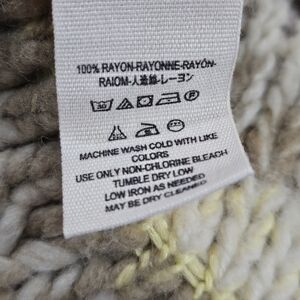 100% RAYON-RAYONNE-RAYÓN-
RAIOM-人造絲-レーヨン
MACHINE WASH COLD WITH LIKE
COLORS
USE ONLY NON-CHLORINE BLEACH
TUMBLE DRY LOW
LOW IRON AS NEEDED
MAY BE DRY CLEANED